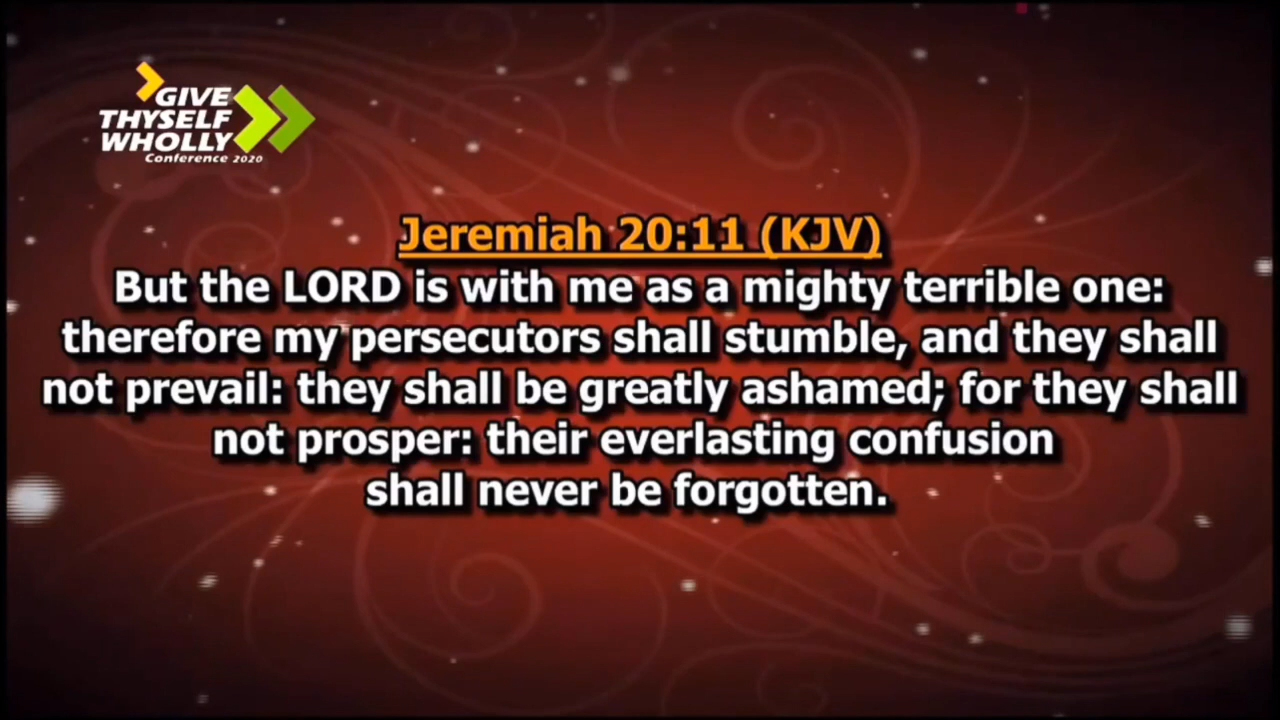 GIVE
THYSELF
WHOLLY
Conference 2020
Jeremiah 20:11 (KJV)
But the LORD is with me as a mighty terrible one:
therefore my persecutors shall stumble, and they shall
not prevail: they shall be greatly ashamed; for they shall
not prosper: their everlasting confusion
shall never be forgotten.